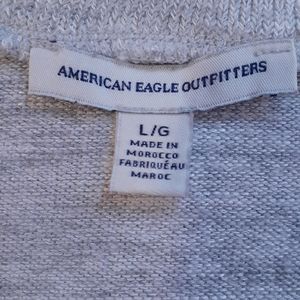 AMERICAN EAGLE OUTFITTERS
L/G
MADE IN
MOROCCO
FABRIQUÉ AU
MAROC